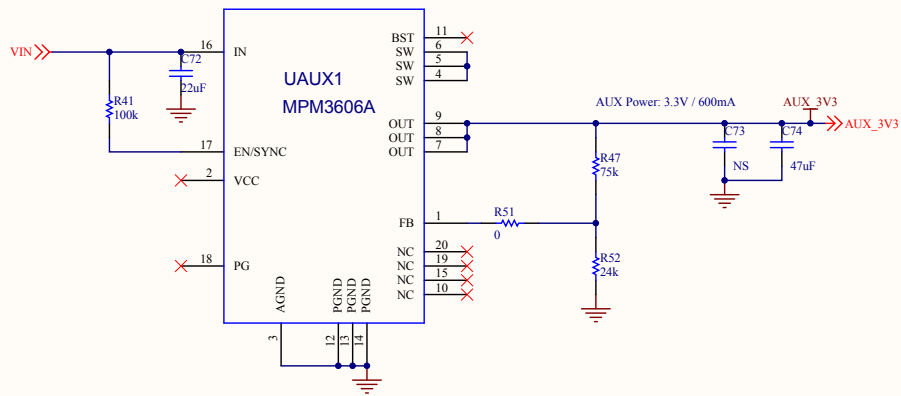 VIN
16
IN
C72
22uF
R41
100k
17
EN/SYNC
2
VCC
18
PG
UAUX1
MPM3606A
BST
11
SW
6
SW
5
SW
4
OUT
9
OUT
8
OUT
7
FB
1
NC
20
NC
19
NC
15
NC
10
AGND
PGND
PGND
PGND
3
12
13
14
R51
0
R47
75k
R52
24k
AUX Power: 3.3V / 600mA
AUX_3V3
AUX_3V3
C73
NS
C74
47uF